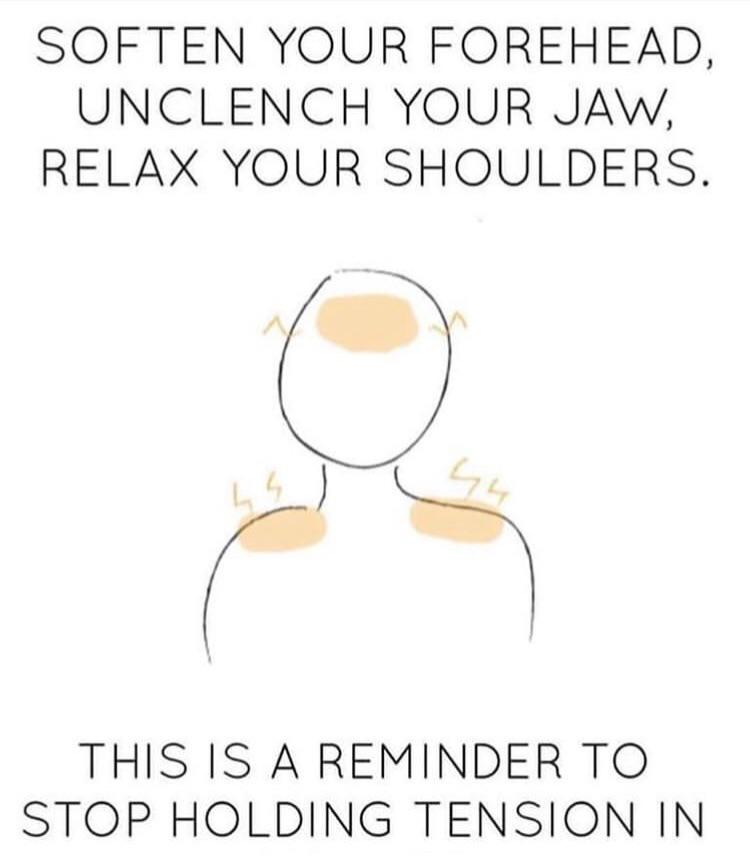 SOFTEN YOUR FOREHEAD,
UNCLENCH YOUR JAW,
RELAX YOUR SHOULDERS.
THIS IS A REMINDER TO
STOP HOLDING TENSION IN